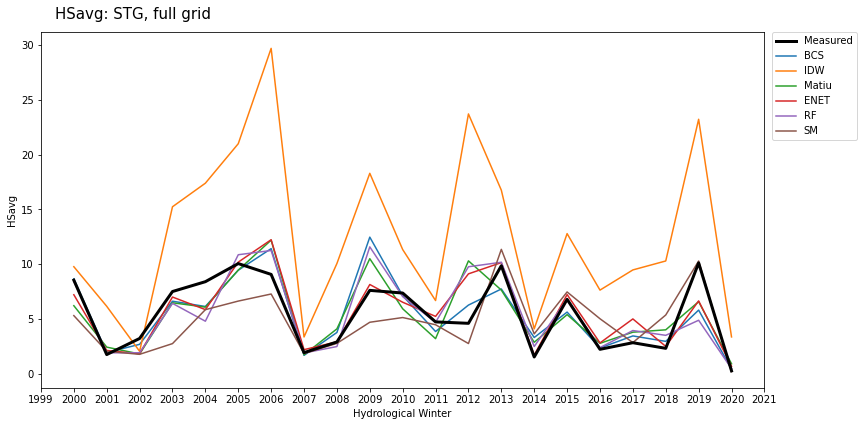 HSavg: STG, full grid
Measured
BCS
IDW
Matiu
ENET
RF
SM
30
25
20
15
10
5
0
HSavg
1999 2000 2001 2002 2003 2004 2005 2006 2007 2008 2009 2010 2011 2012 2013 2014 2015 2016 2017 2018 2019 2020 2021
Hydrological Winter